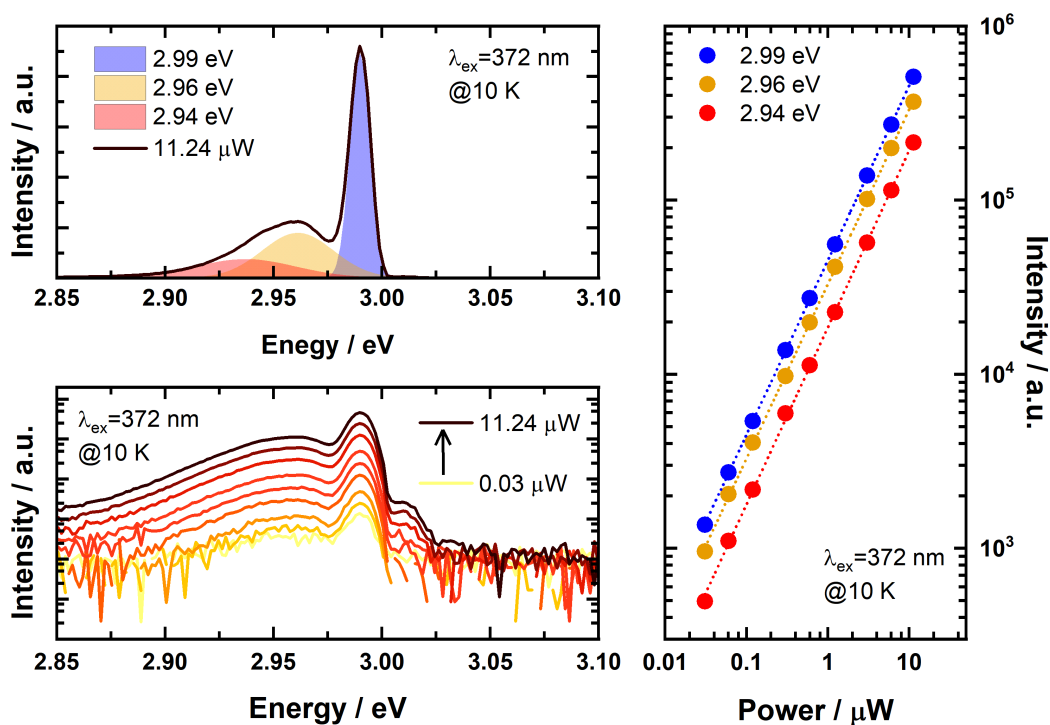 Intensity / a.u.
2.99 eV
2.96 eV
2.94 eV
11.24 μW
λex=372 nm
@10 K
2.85 2.90 2.95 3.00 3.05 3.10
Enegy / eV
Intensity / a.u.
λex=372 nm
@10 K
11.24 μW
0.03 μW
2.85 2.90 2.95 3.00 3.05 3.10
Energy / eV
2.99 eV
2.96 eV
2.94 eV
10^6
10^5
10^4
10^3
Intensity / a.u.
λex=372 nm
@10 K
0.01 0.1 1 10
Power / μW